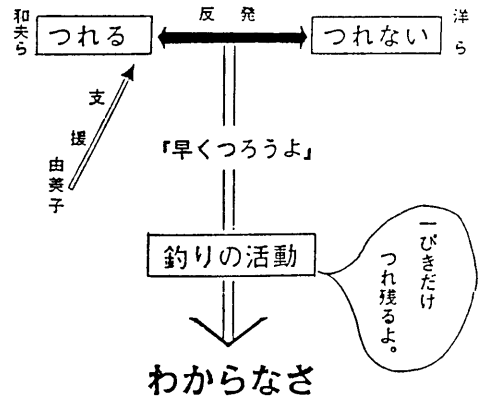 和夫ら
つれる
反発
つれない
洋ら
支援
由美子
『早くつろうよ』
釣りの活動
一ぴきだけ
つれ残るよ。
わからなさ